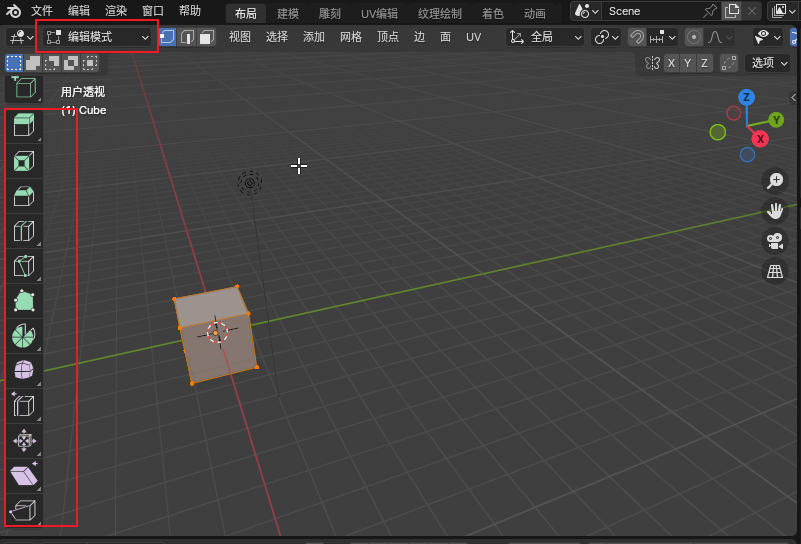 文件 编辑 渲染 窗口 帮助 布局 建模 雕刻 UV编辑 纹理绘制 着色 动画 Scene
编辑模式 视图 选择 添加 网格 顶点 边 面 UV 全局
X Y Z 选项
用户透视
(1) Cube
Z
Y
X